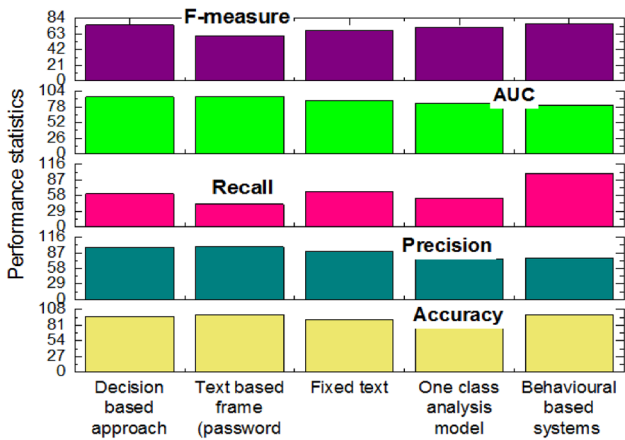 Performance statistics
84
63
42
21
0
F-measure
104
78
52
26
0
AUC
116
87
58
29
0
Recall
116
87
58
29
0
Precision
108
81
54
27
0
Accuracy
Decision
based
approach
Text based
frame
(password
Fixed text
One class
analysis
model
Behavioural
based
systems